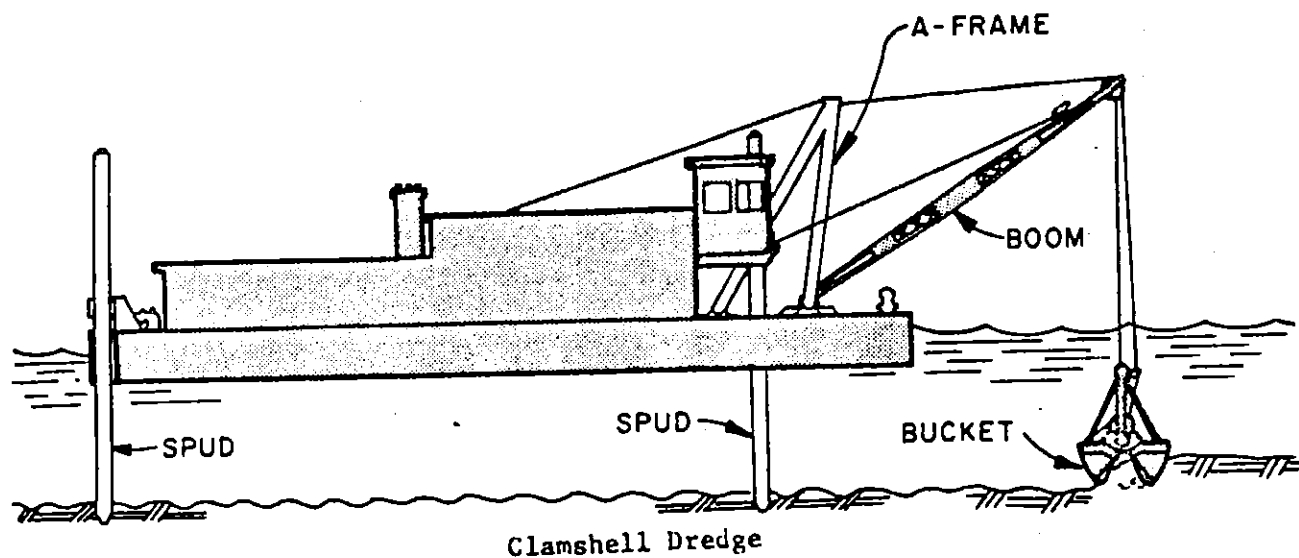 A-FRAME
BOOM
SPUD
SPUD
BUCKET
Clamshell Dredge